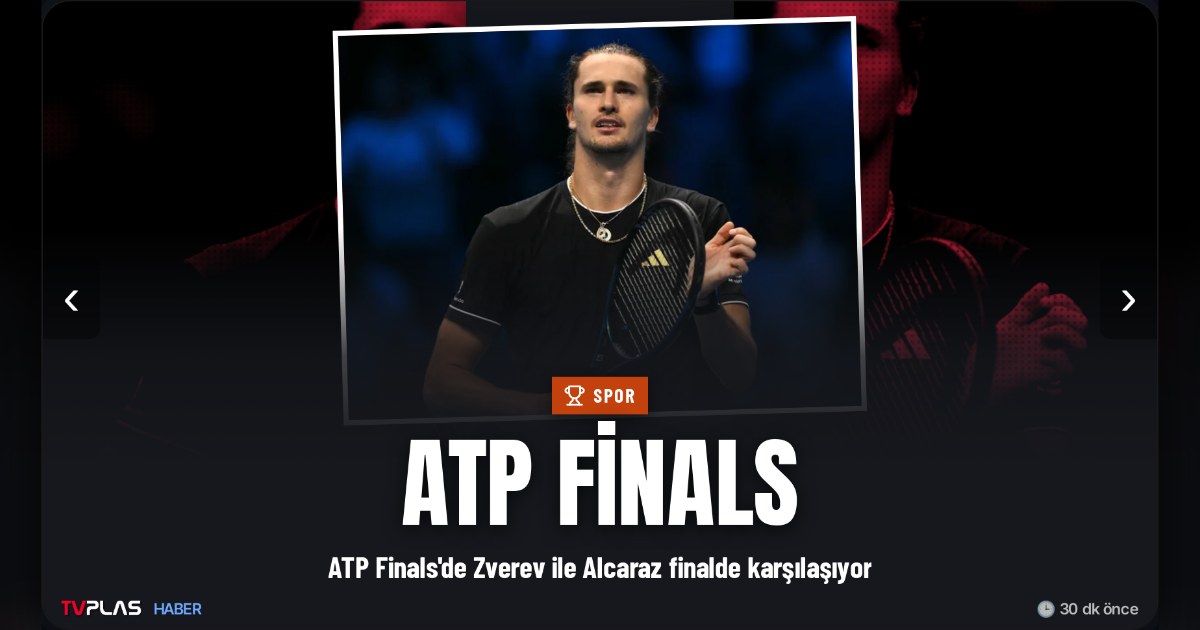 SPOR
ATP FİNALS
ATP Finals'de Zverev ile Alcaraz finalde karşılaşıyor
TVPLAS HABER
30 dk önce